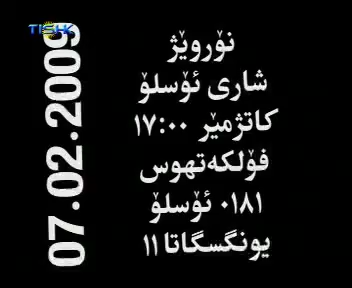 TISHK
07.02.2009
نۆروێژ
شاری ئۆسلۆ
کاتژمێر ١٧:٠٠
فۆلکەتهوس
٠١٨١ ئۆسلۆ
یونگسگاتا ١١